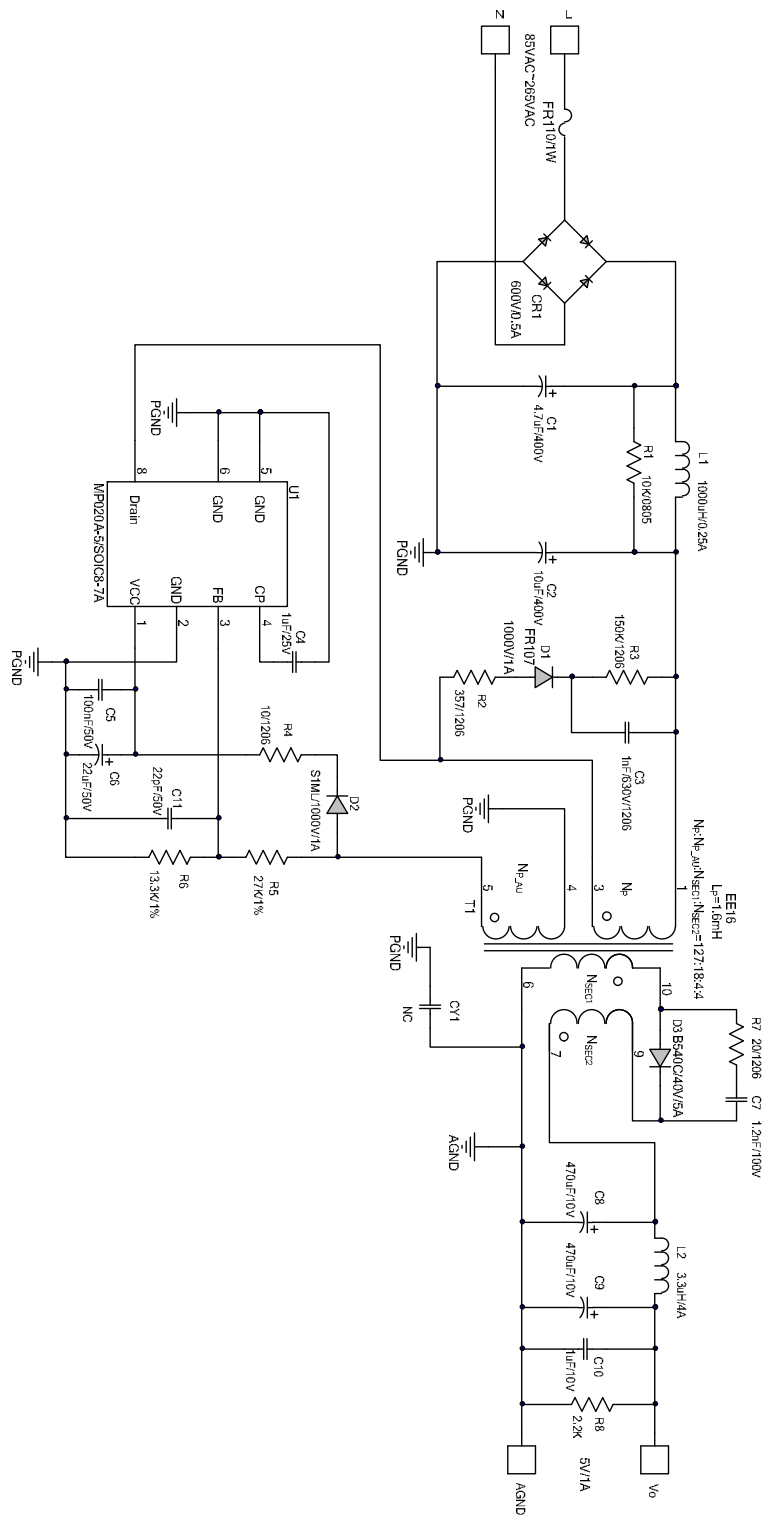 L
N
85VAC~265VAC
FR1 10/1W
CR1
600V/0.5A
L1 1000uH/0.25A
R1 10K/0805
C1
4.7uF/400V
C2
10uF/400V
PGND
R3
150K/1206
C3
1nF/630V/1206
D1
FR107
1000V/1A
R2
357/1206
EE16
LP=1.6mH
NP:NP_AU:NSEC1:NSEC2=127:18:4:4
1
NP
3
4
NP_AU
5
T1
PGND
10
NSEC1
6
9
NSEC2
7
R7 20/1206
C7 1.2nF/100V
D3 B540C/40V/5A
L2 3.3uH/4A
C8
470uF/10V
C9
470uF/10V
C10
1uF/10V
R8
2.2K
Vo
5V/1A
AGND
AGND
CY1
NC
PGND
PGND
U1
5 GND
6 GND
8 Drain
CP 4
FB 3
GND 2
VCC 1
MP020A-5/SOIC8-7A
C4
1uF/25V
D2
S1ML/1000V/1A
R4
10/1206
C5
100nF/50V
C6
22uF/50V
C11
22pF/50V
R5
27K/1%
R6
13.3K/1%
PGND